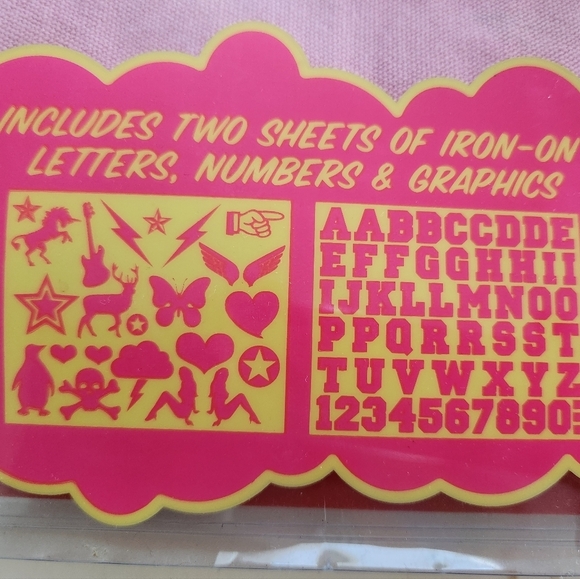 INCLUDES TWO SHEETS OF IRON-ON
LETTERS, NUMBERS & GRAPHICS
AABBCCDDE
EFFGGHHII
IJKLLMNOO
PPQRRSST
TUVWXYZ
1234567890